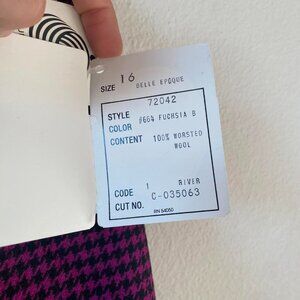 SIZE 16 BELLE EPOQUE
STYLE 72042
COLOR #664 FUCHSIA B
CONTENT 100% WORSTED
WOOL
CODE 1 RIVER
CUT NO. C-035063
RN 54050